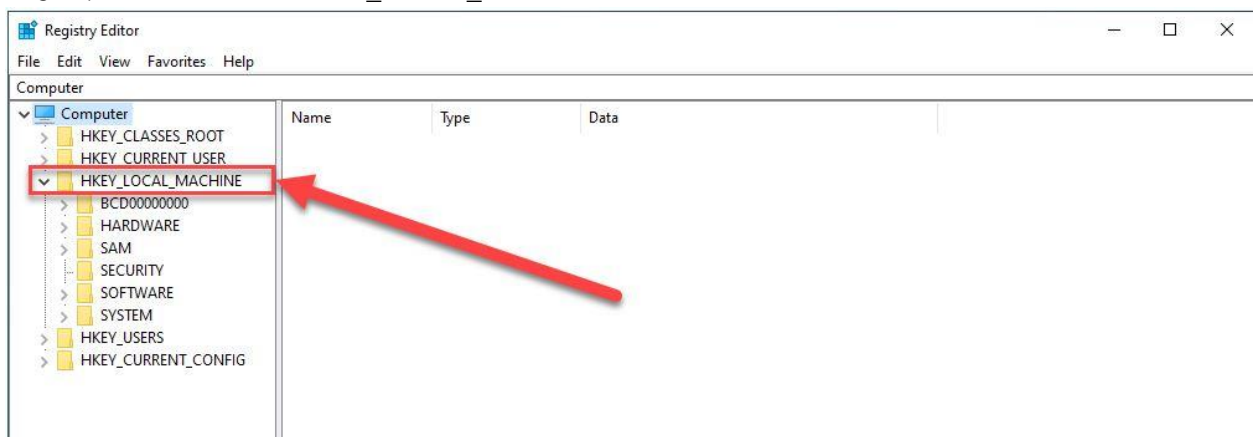 Registry Editor
File Edit View Favorites Help
Computer
Computer
Name Type Data
HKEY_CLASSES_ROOT
HKEY_CURRENT_USER
HKEY_LOCAL_MACHINE
BCD00000000
HARDWARE
SAM
SECURITY
SOFTWARE
SYSTEM
HKEY_USERS
HKEY_CURRENT_CONFIG